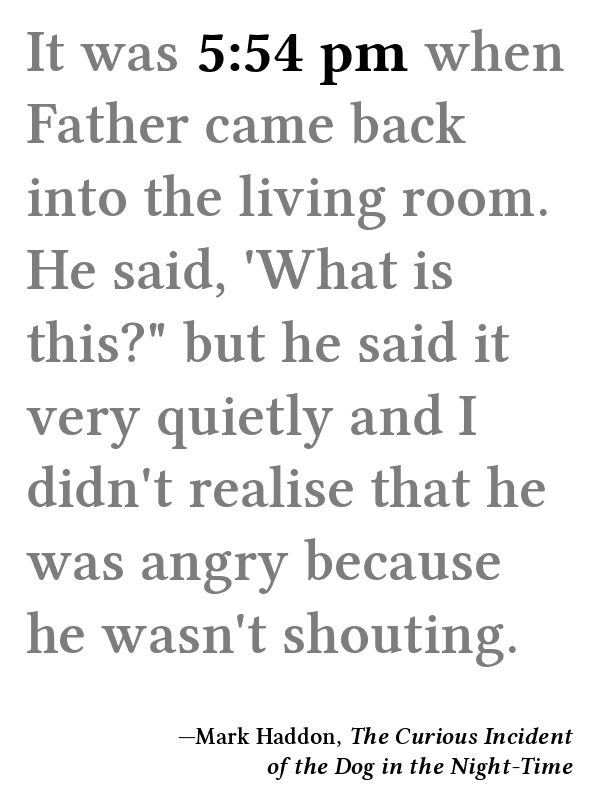 It was 5:54 pm when
Father came back
into the living room.
He said, 'What is
this?" but he said it
very quietly and I
didn't realise that he
was angry because
he wasn't shouting.
—Mark Haddon, The Curious Incident
of the Dog in the Night-Time